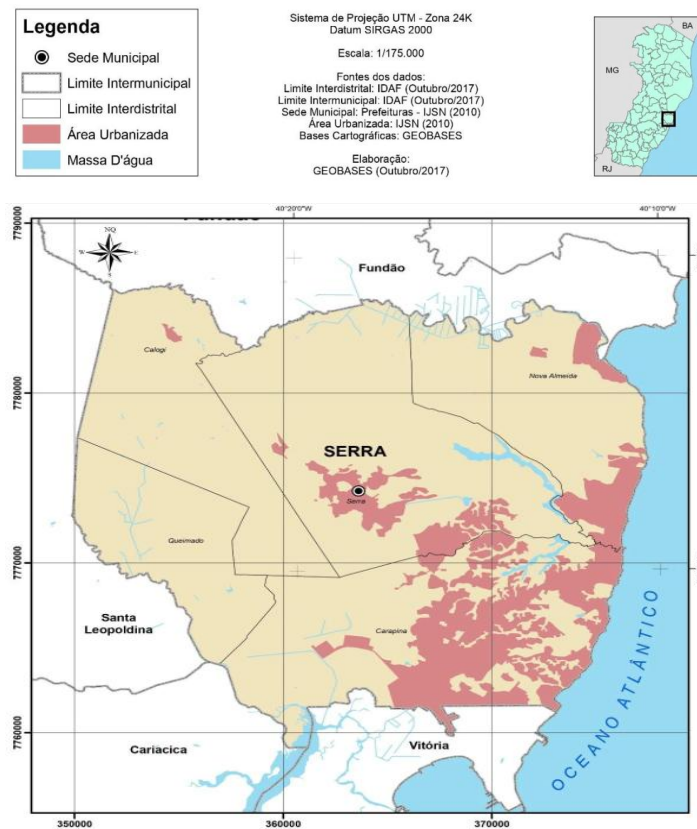 Legenda
Sede Municipal
Limite Intermunicipal
Limite Interdistrital
Área Urbanizada
Massa D'água
Sistema de Projeção UTM - Zona 24K
Datum SIRGAS 2000
Escala: 1/175.000
Fontes dos dados:
Limite Interdistrital: IDAF (Outubro/2017)
Limite Intermunicipal: IDAF (Outubro/2017)
Sede Municipal: Prefeituras - IJSN (2010)
Área Urbanizada: IJSN (2010)
Bases Cartográficas: GEOBASES
Elaboração:
GEOBASES (Outubro/2017)
BA
MG
RJ
40°20'0"W
40°10'0"W
7790000
7780000
7770000
7760000
NQ
W
E
S
Fundão
Calogi
Nova Almeida
SERRA
Serra
Queimado
Santa
Leopoldina
Carapina
Cariacica
Vitória
OCEANO ATLÂNTICO
350000
360000
370000